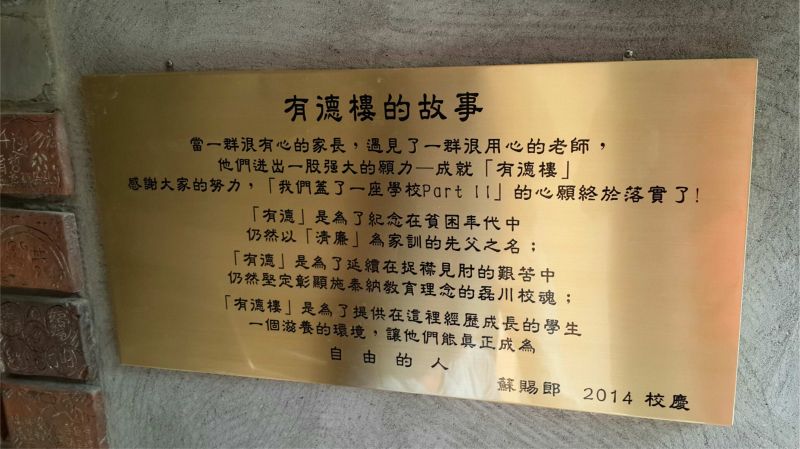 有德樓的故事
當一群很有心的家長，遇見了一群很用心的老師，
他們迸出一股强大的願力—成就「有德樓」
感謝大家的努力，「我們蓋了一座學校Part II」的心願終於落實了!
「有德」是為了紀念在貧困年代中
仍然以「清廉」為家訓的先父之名；
「有德」是為了延續在捉襟見肘的艱苦中
仍然堅定彰顯施泰納教育理念的磊川校魂；
「有德樓」是為了提供在這裡經歷成長的學生
一個滋養的環境，讓他們能真正成為
自由的人
蘇賜郎 2014 校慶